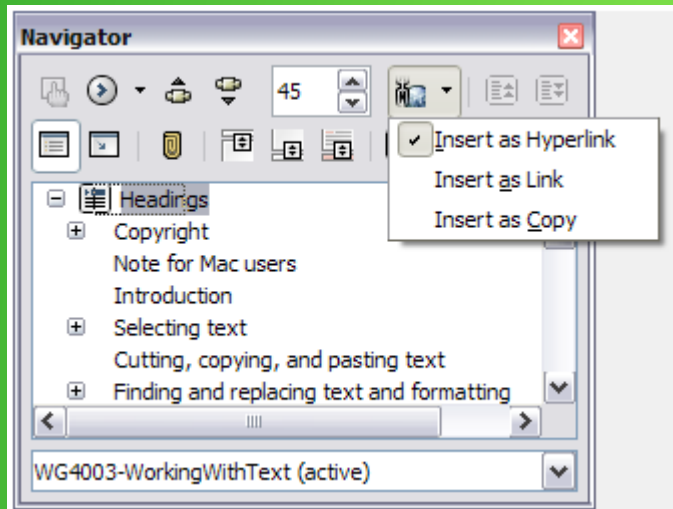 Navigator
45
Insert as Hyperlink
Insert as Link
Insert as Copy
Headings
Copyright
Note for Mac users
Introduction
Selecting text
Cutting, copying, and pasting text
Finding and replacing text and formatting
WG4003-WorkingWithText (active)